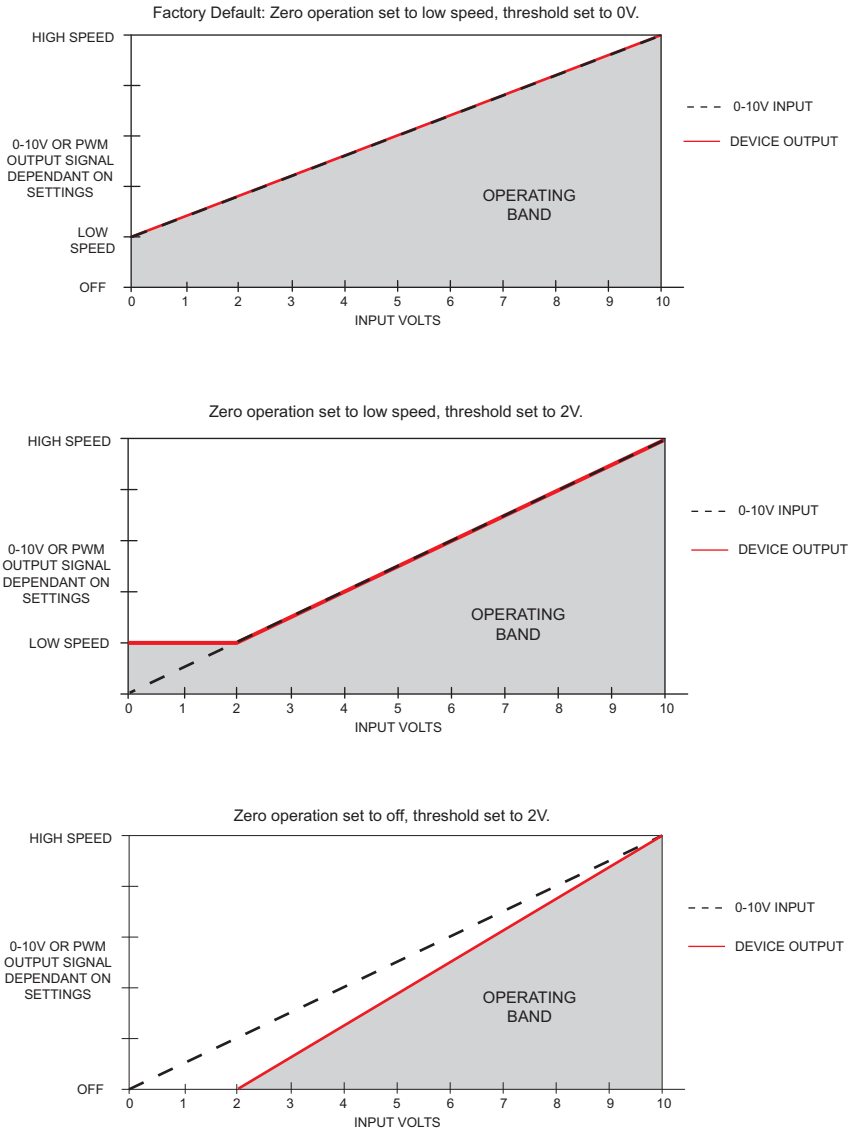 Factory Default: Zero operation set to low speed, threshold set to 0V.
HIGH SPEED
0-10V OR PWM
OUTPUT SIGNAL
DEPENDANT ON
SETTINGS
LOW
SPEED
OFF
0 1 2 3 4 5 6 7 8 9 10
INPUT VOLTS
OPERATING
BAND
0-10V INPUT
DEVICE OUTPUT
Zero operation set to low speed, threshold set to 2V.
HIGH SPEED
0-10V OR PWM
OUTPUT SIGNAL
DEPENDANT ON
SETTINGS
LOW SPEED
0 1 2 3 4 5 6 7 8 9 10
INPUT VOLTS
OPERATING
BAND
0-10V INPUT
DEVICE OUTPUT
Zero operation set to off, threshold set to 2V.
HIGH SPEED
0-10V OR PWM
OUTPUT SIGNAL
DEPENDANT ON
SETTINGS
OFF
0 1 2 3 4 5 6 7 8 9 10
INPUT VOLTS
OPERATING
BAND
0-10V INPUT
DEVICE OUTPUT